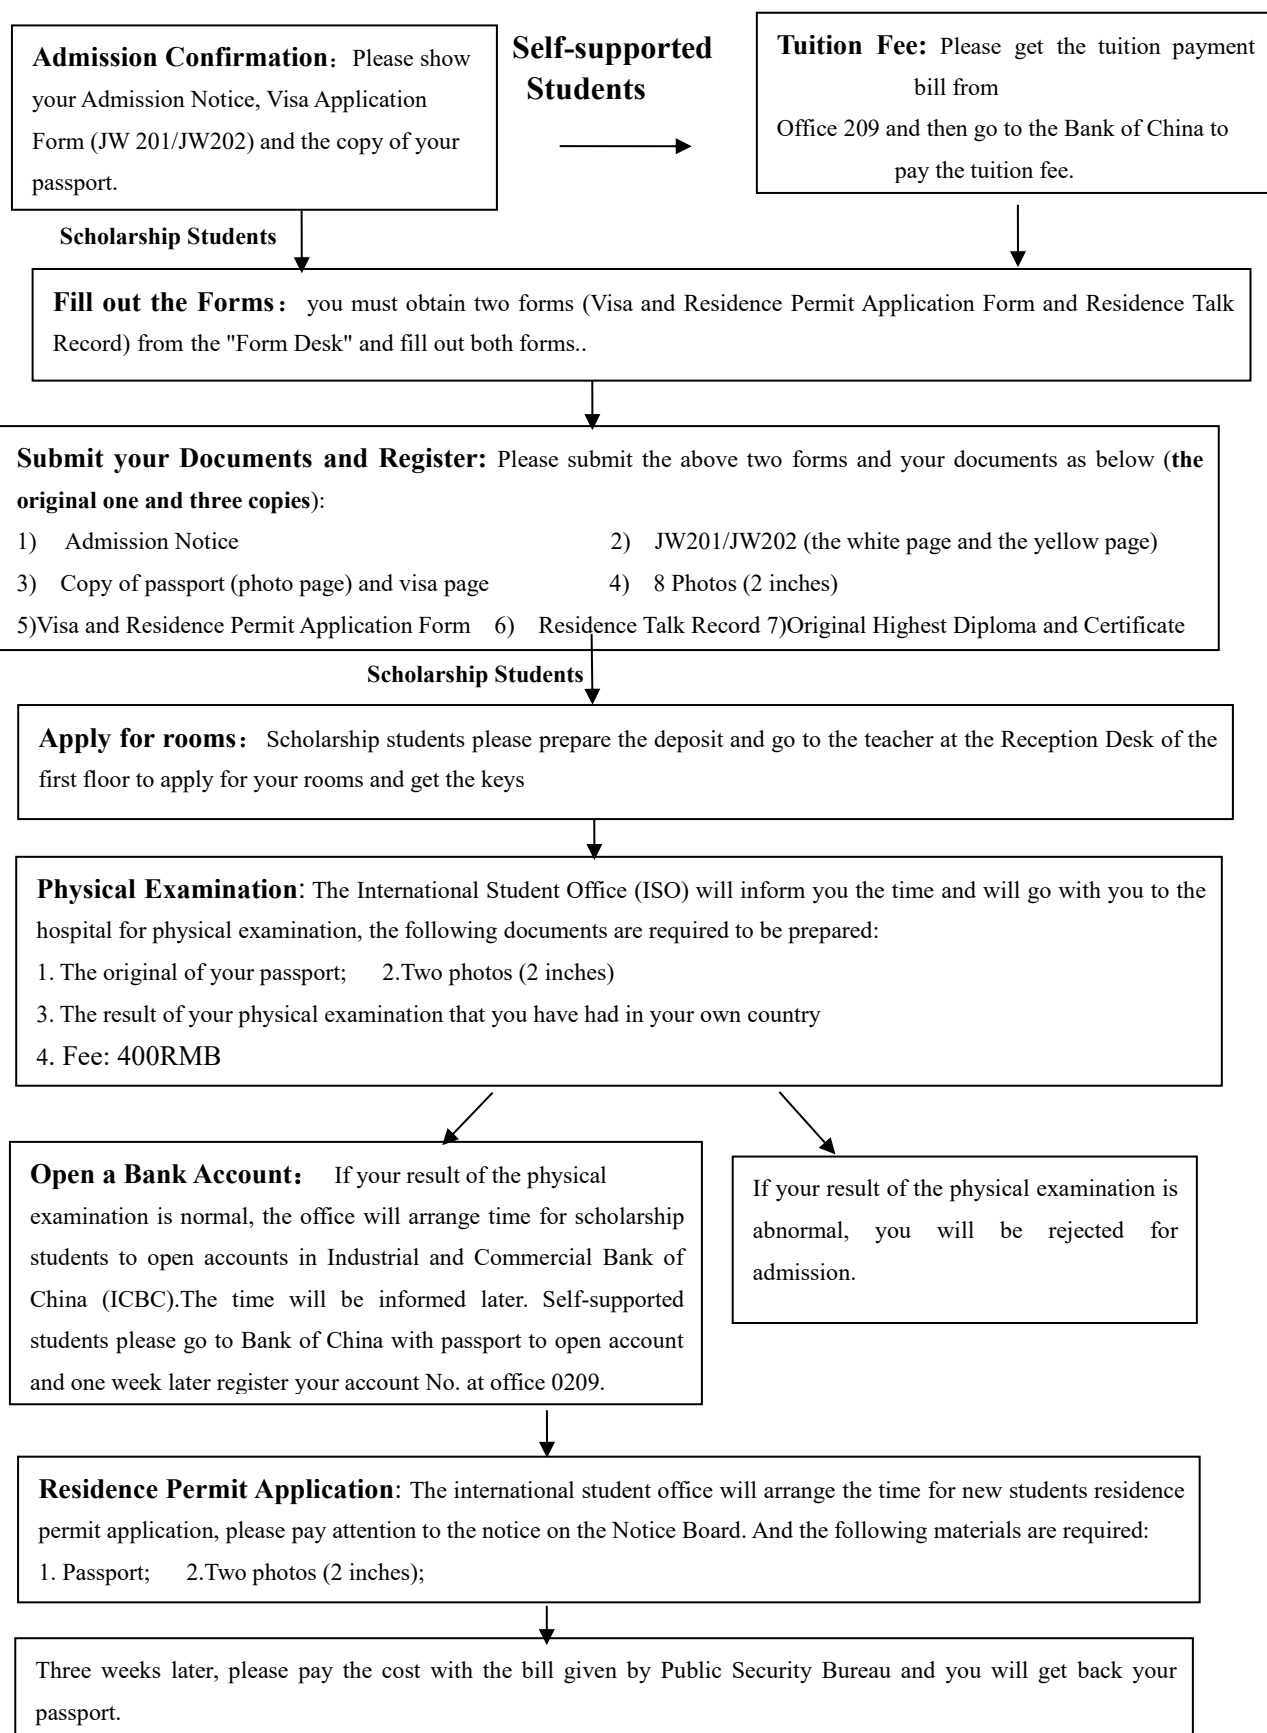 Admission Confirmation：Please show
your Admission Notice, Visa Application
Form (JW 201/JW202) and the copy of your
passport.
Self-supported
Students
Tuition Fee: Please get the tuition payment
bill from
Office 209 and then go to the Bank of China to
pay the tuition fee.
Scholarship Students
Fill out the Forms：you must obtain two forms (Visa and Residence Permit Application Form and Residence Talk
Record) from the "Form Desk" and fill out both forms..
Submit your Documents and Register: Please submit the above two forms and your documents as below (the
original one and three copies):
1) Admission Notice 2) JW201/JW202 (the white page and the yellow page)
3) Copy of passport (photo page) and visa page 4) 8 Photos (2 inches)
5)Visa and Residence Permit Application Form 6) Residence Talk Record 7)Original Highest Diploma and Certificate
Scholarship Students
Apply for rooms：Scholarship students please prepare the deposit and go to the teacher at the Reception Desk of the
first floor to apply for your rooms and get the keys
Physical Examination: The International Student Office (ISO) will inform you the time and will go with you to the
hospital for physical examination, the following documents are required to be prepared:
1. The original of your passport; 2.Two photos (2 inches)
3. The result of your physical examination that you have had in your own country
4. Fee: 400RMB
Open a Bank Account： If your result of the physical
examination is normal, the office will arrange time for scholarship
students to open accounts in Industrial and Commercial Bank of
China (ICBC).The time will be informed later. Self-supported
students please go to Bank of China with passport to open account
and one week later register your account No. at office 0209.
If your result of the physical examination is
abnormal, you will be rejected for
admission.
Residence Permit Application: The international student office will arrange the time for new students residence
permit application, please pay attention to the notice on the Notice Board. And the following materials are required:
1. Passport; 2.Two photos (2 inches);
Three weeks later, please pay the cost with the bill given by Public Security Bureau and you will get back your
passport.